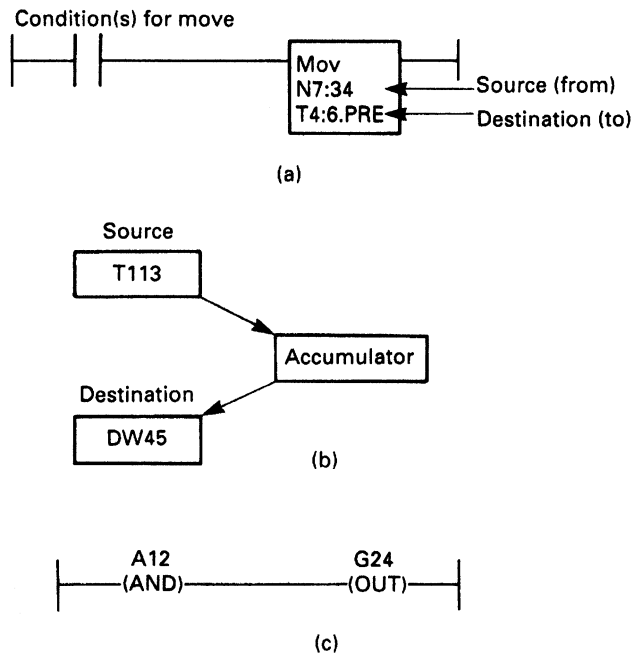 Condition(s) for move
Mov
N7:34
T4:6.PRE
Source (from)
Destination (to)
(a)
Source
T113
Accumulator
Destination
DW45
(b)
A12
(AND)
G24
(OUT)
(c)